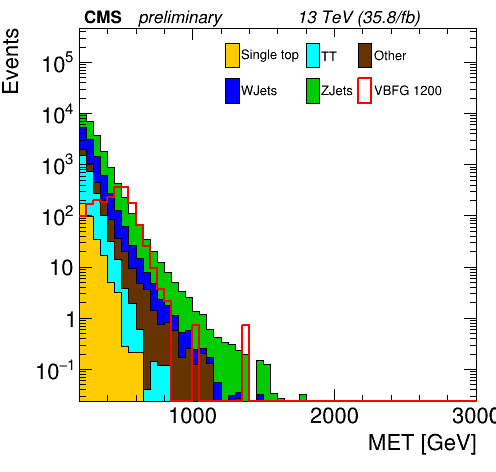 CMS preliminary 13 TeV (35.8/fb)
Events
Single top TT Other
WJets ZJets VBFG 1200
10^5
10^4
10^3
10^2
10
1
10^−1
1000 2000 3000
MET [GeV]